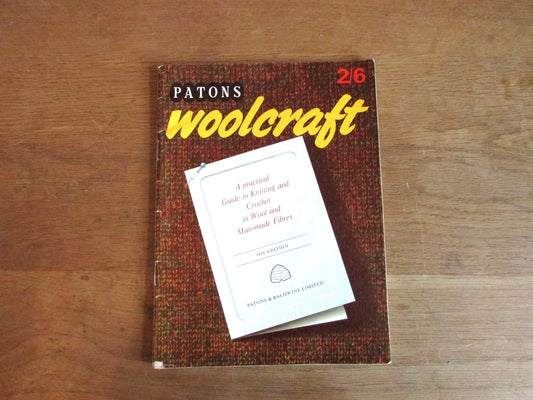 2/6
PATONS
woolcraft
A practical
Guide to Knitting and
Crochet
in Wool and
Man-made Fibres
EDITION
PATONS & BALDWINS LIMITED